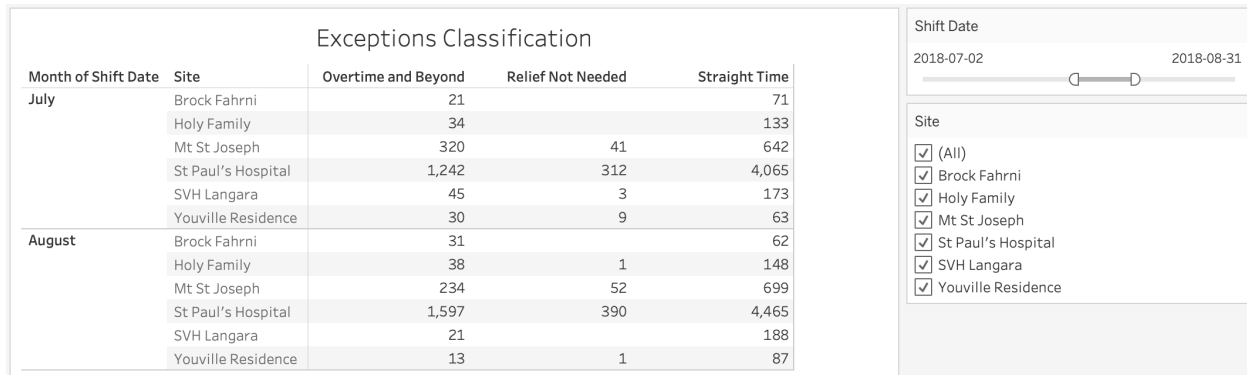 Exceptions Classification
Month of Shift Date Site Overtime and Beyond Relief Not Needed Straight Time
July Brock Fahrni 21 71
Holy Family 34 133
Mt St Joseph 320 41 642
St Paul's Hospital 1,242 312 4,065
SVH Langara 45 3 173
Youville Residence 30 9 63
August Brock Fahrni 31 62
Holy Family 38 1 148
Mt St Joseph 234 52 699
St Paul's Hospital 1,597 390 4,465
SVH Langara 21 188
Youville Residence 13 1 87
Shift Date
2018-07-02 2018-08-31
Site
(All)
Brock Fahrni
Holy Family
Mt St Joseph
St Paul's Hospital
SVH Langara
Youville Residence